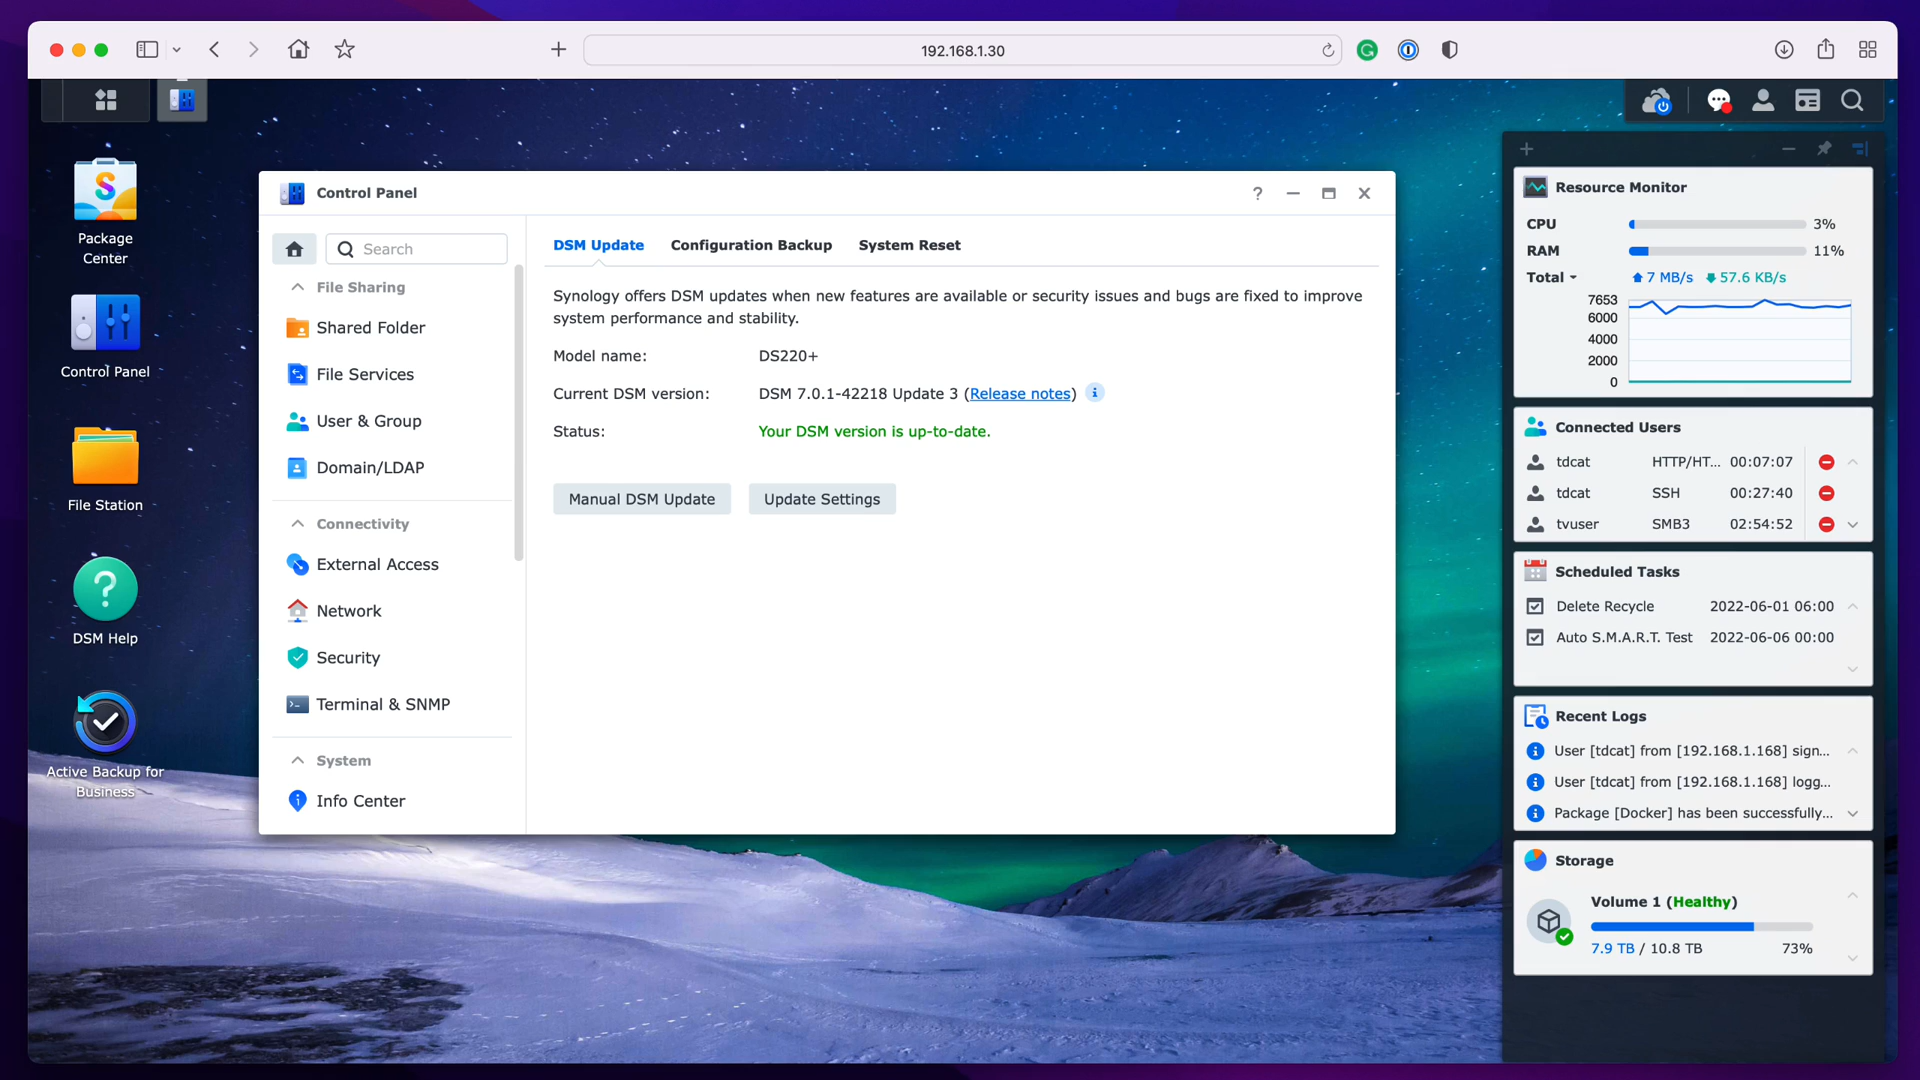 192.168.1.30
Package
Center
Control Panel
File Station
DSM Help
Active Backup for
Business
Control Panel
Search
File Sharing
Shared Folder
File Services
User & Group
Domain/LDAP
Connectivity
External Access
Network
Security
Terminal & SNMP
System
Info Center
DSM Update Configuration Backup System Reset
Synology offers DSM updates when new features are available or security issues and bugs are fixed to improve
system performance and stability.
Model name: DS220+
Current DSM version: DSM 7.0.1-42218 Update 3 (Release notes)
Status: Your DSM version is up-to-date.
Manual DSM Update Update Settings
Resource Monitor
CPU 3%
RAM 11%
Total 7 MB/s 57.6 KB/s
7653
6000
4000
2000
0
Connected Users
tdcat HTTP/HT... 00:07:07
tdcat SSH 00:27:40
tvuser SMB3 02:54:52
Scheduled Tasks
Delete Recycle 2022-06-01 06:00
Auto S.M.A.R.T. Test 2022-06-06 00:00
Recent Logs
User [tdcat] from [192.168.1.168] sign...
User [tdcat] from [192.168.1.168] logg...
Package [Docker] has been successfully...
Storage
Volume 1 (Healthy)
7.9 TB / 10.8 TB 73%